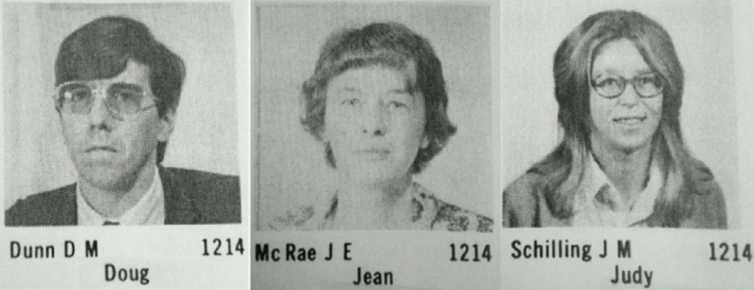 Dunn D M 1214
Doug
Mc Rae J E 1214
Jean
Schilling J M 1214
Judy